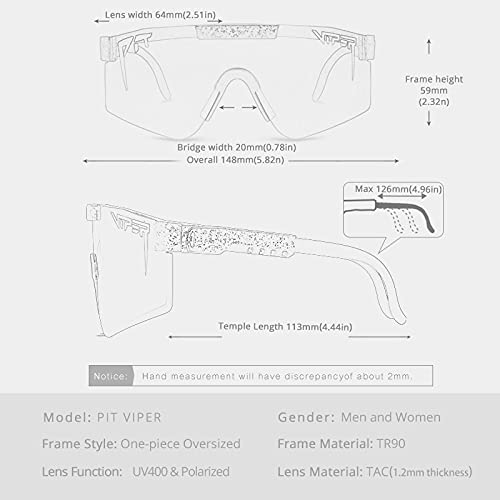 Lens width 64mm(2.51in)
VIPER
Frame height
59mm
(2.32in)
Bridge width 20mm(0.78in)
Overall 148mm(5.82in)
Max 126mm(4.96in)
Temple Length 113mm(4.44in)
Notice: Hand measurement will have discrepancyof about 2mm.
Model: PIT VIPER
Gender: Men and Women
Frame Style: One-piece Oversized
Frame Material: TR90
Lens Function: UV400 & Polarized
Lens Material: TAC(1.2mm thickness)